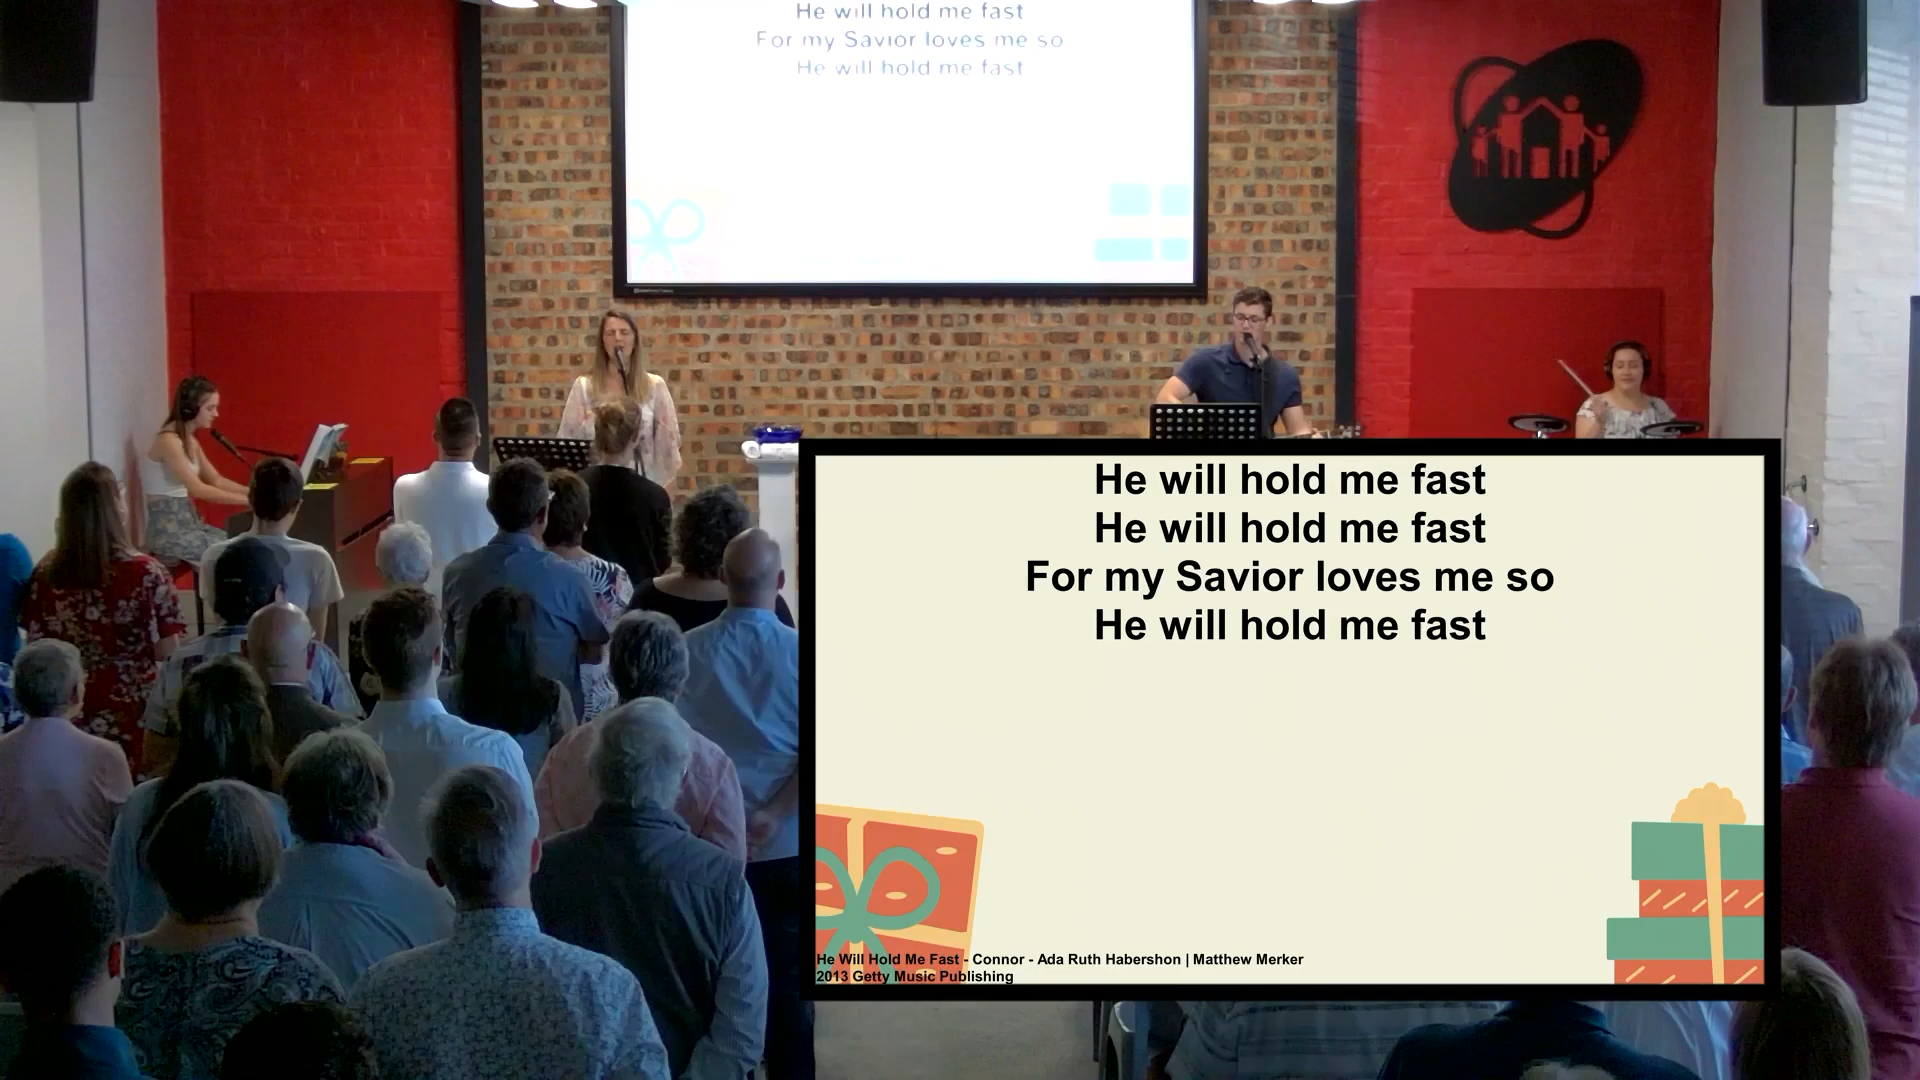 He will hold me fast
For my Savior loves me so
He will hold me fast
He will hold me fast
He will hold me fast
For my Savior loves me so
He will hold me fast
He Will Hold Me Fast - Connor - Ada Ruth Habershon | Matthew Merker
2013 Getty Music Publishing